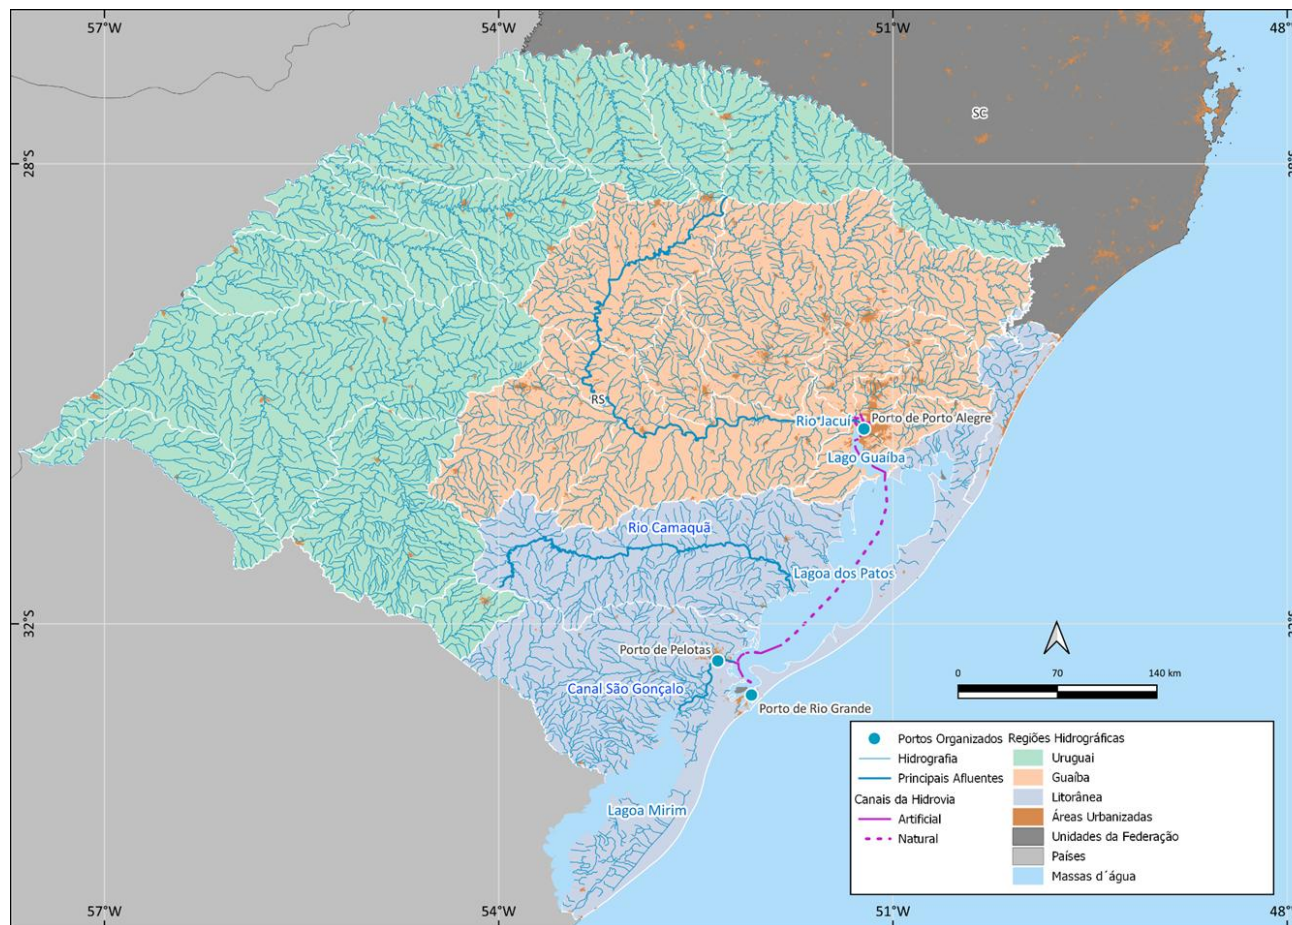 57°W 54°W 51°W 48°W
SC
28°S 28°S
RS
Rio Jacuí
Porto de Porto Alegre
Lago Guaíba
Rio Camaquã
Lagoa dos Patos
32°S 32°S
Porto de Pelotas
0 70 140 km
Canal São Gonçalo
Porto de Rio Grande
Lagoa Mirim
Portos Organizados
Hidrografia
Principais Afluentes
Canais da Hidrovia
Artificial
Natural
Regiões Hidrográficas
Uruguai
Guaíba
Litorânea
Áreas Urbanizadas
Unidades da Federação
Países
Massas d´água
57°W 54°W 51°W 48°W